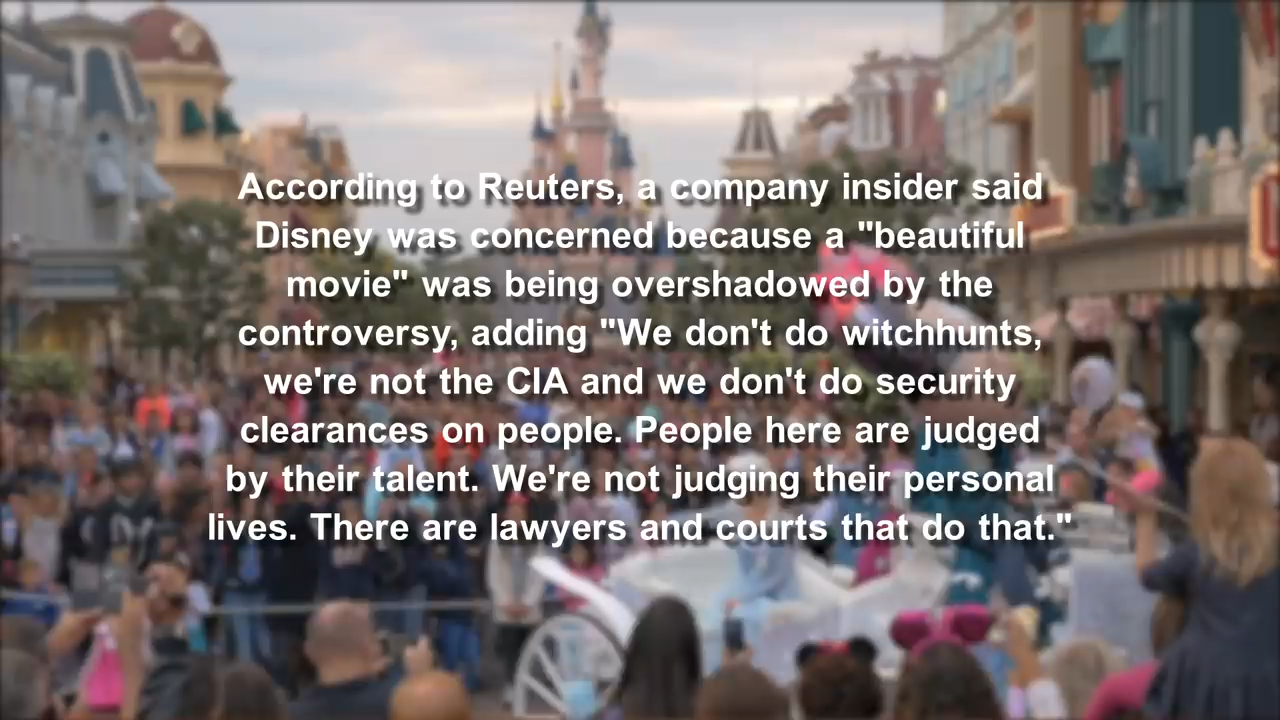 According to Reuters, a company insider said
Disney was concerned because a "beautiful
movie" was being overshadowed by the
controversy, adding "We don't do witchhunts,
we're not the CIA and we don't do security
clearances on people. People here are judged
by their talent. We're not judging their personal
lives. There are lawyers and courts that do that."